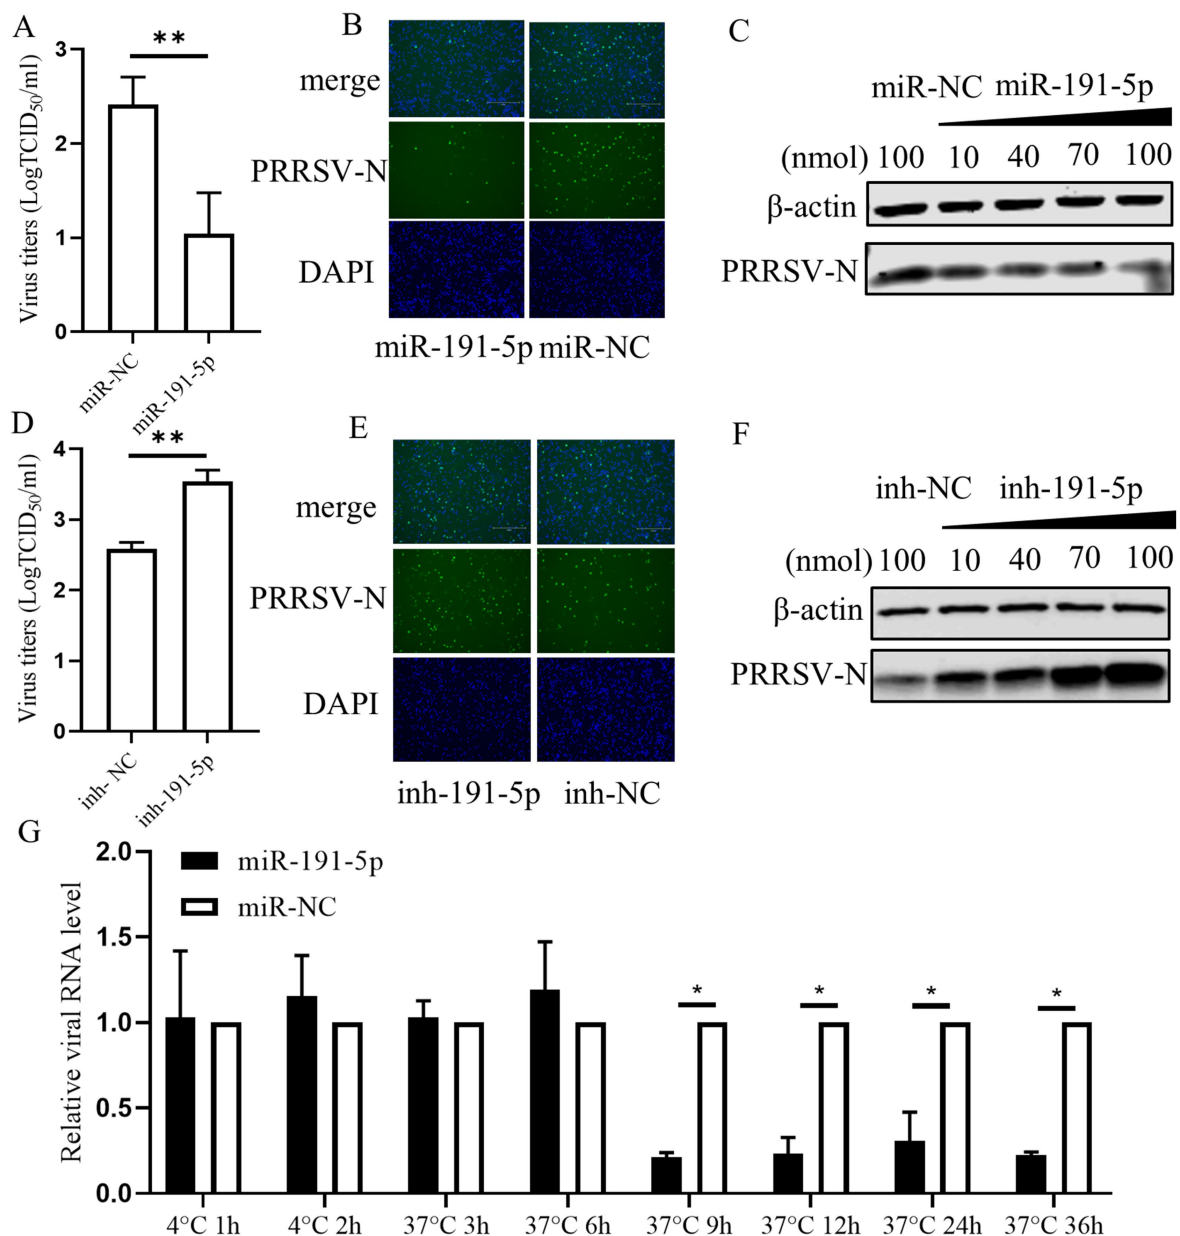 A
**
Virus titers (LogTCID50/ml)
3
2
1
0
miR-NC
miR-191-5p
B
merge
PRRSV-N
DAPI
miR-191-5p miR-NC
C
miR-NC miR-191-5p
(nmol) 100 10 40 70 100
β-actin
PRRSV-N
D
**
Virus titers (LogTCID50/ml)
4
3
2
1
0
inh- NC
inh-191-5p
E
merge
PRRSV-N
DAPI
inh-191-5p inh-NC
F
inh-NC inh-191-5p
(nmol) 100 10 40 70 100
β-actin
PRRSV-N
G
Relative viral RNA level
2.0
1.5
1.0
0.5
0.0
miR-191-5p
miR-NC
* * * *
4°C 1h 4°C 2h 37°C 3h 37°C 6h 37°C 9h 37°C 12h 37°C 24h 37°C 36h